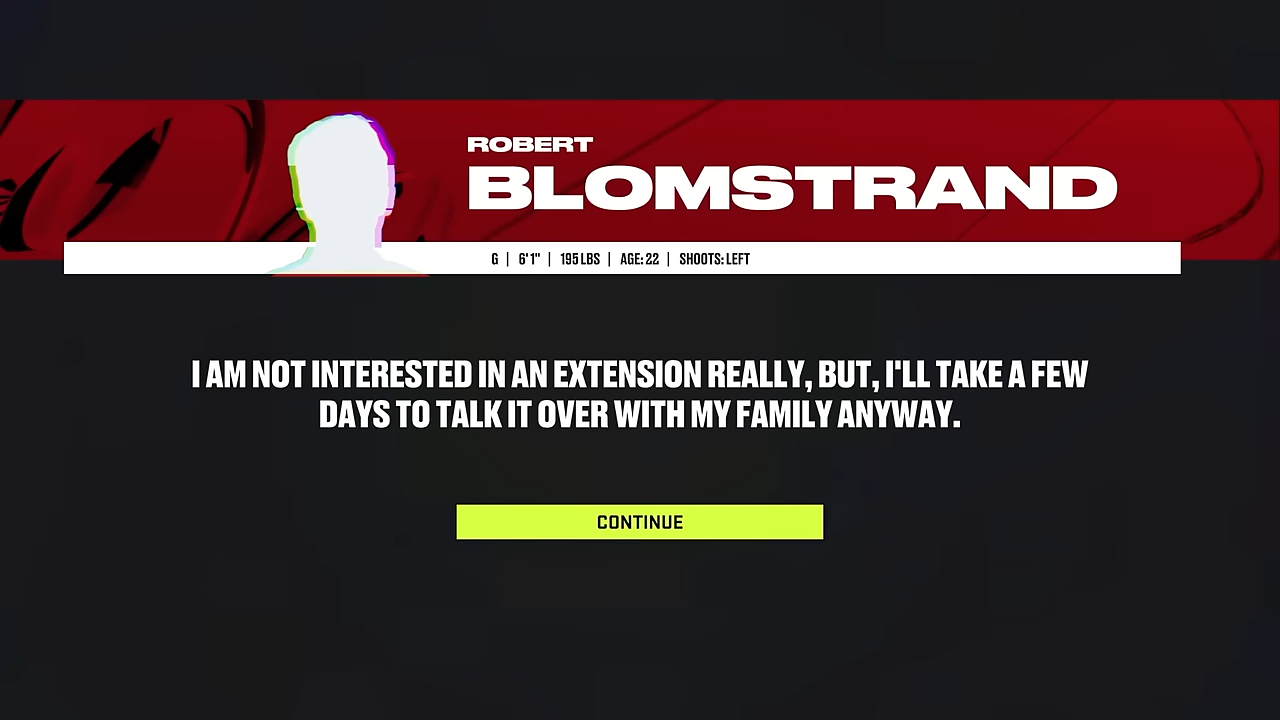 ROBERT
BLOMSTRAND
G | 6'1" | 195 LBS | AGE: 22 | SHOOTS: LEFT
I AM NOT INTERESTED IN AN EXTENSION REALLY, BUT, I'LL TAKE A FEW
DAYS TO TALK IT OVER WITH MY FAMILY ANYWAY.
CONTINUE